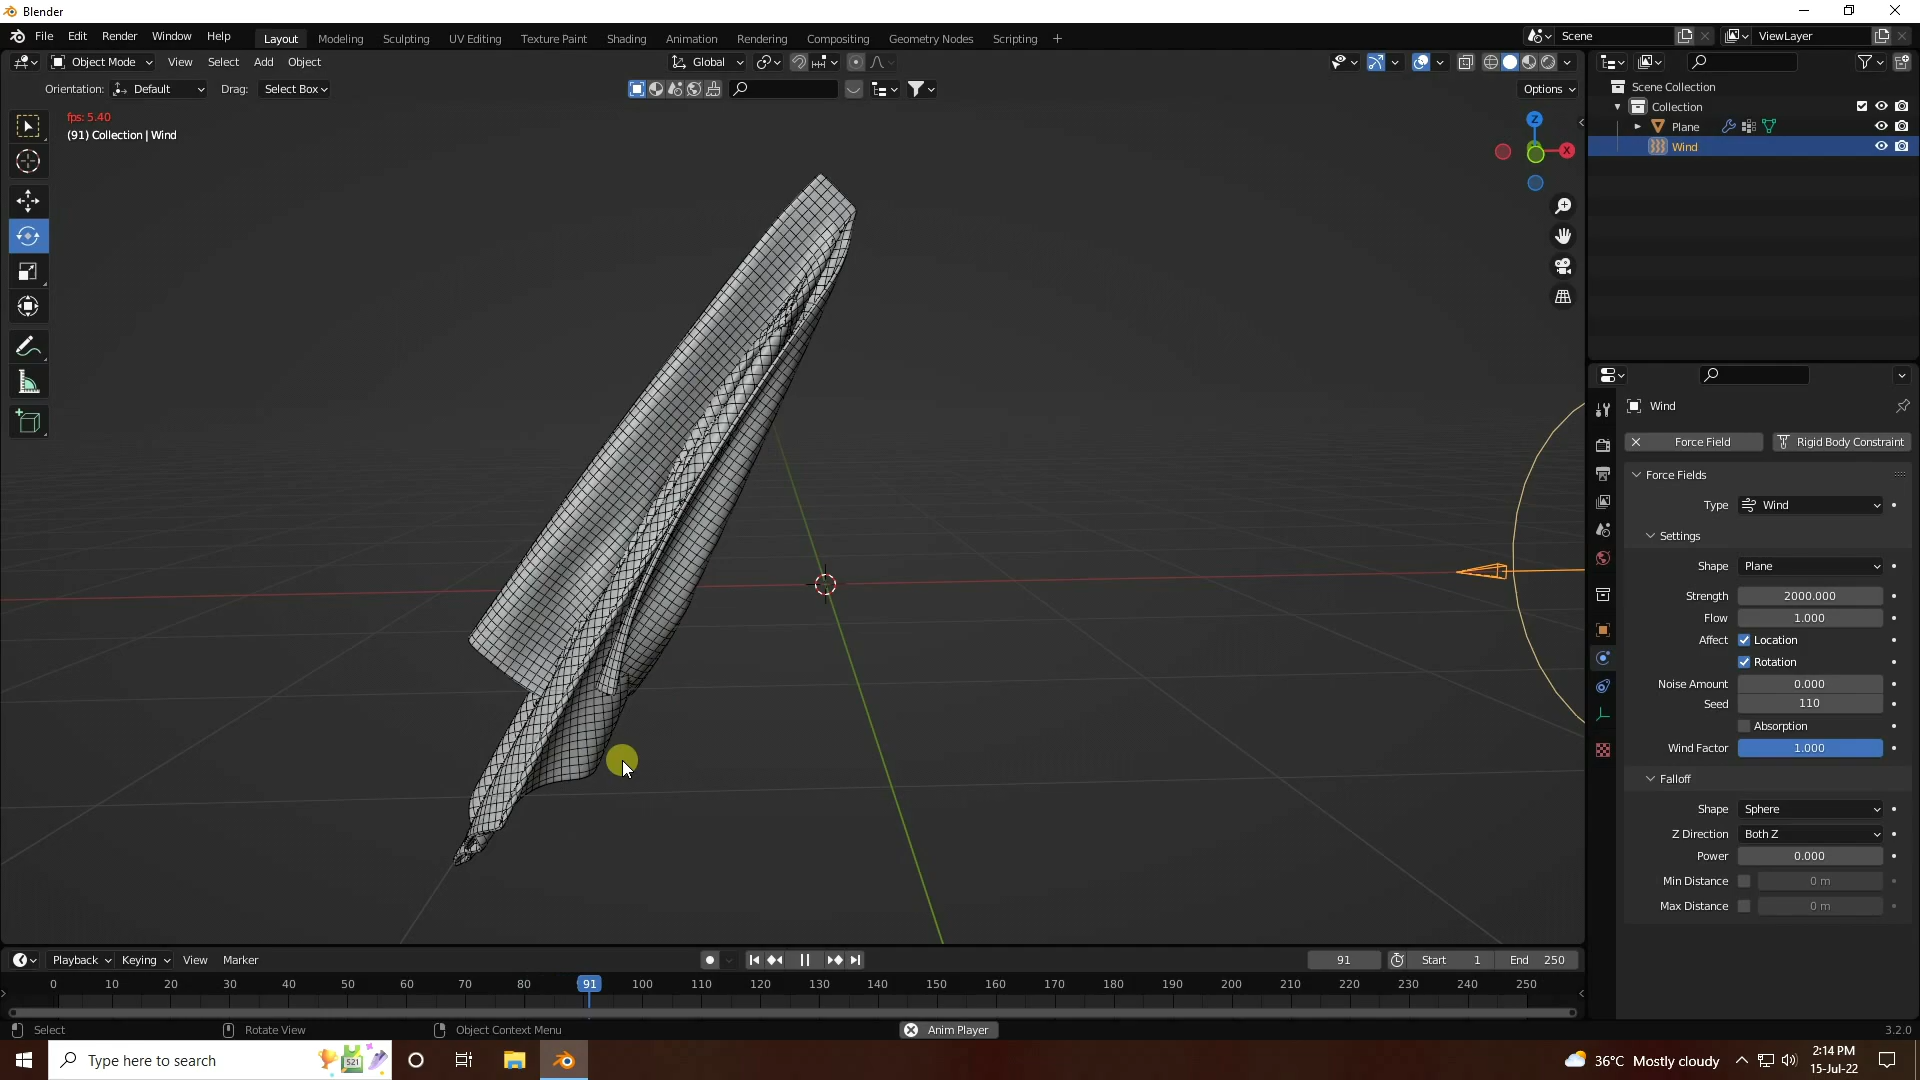 Blender
File Edit Render Window Help
Layout Modeling Sculpting UV Editing Texture Paint Shading Animation Rendering Compositing Geometry Nodes Scripting +
Scene
ViewLayer
Object Mode View Select Add Object
Global
Orientation: Default Drag: Select Box
Options
fps: 5.40
(91) Collection | Wind
Z
X
Scene Collection
Collection
Plane
Wind
Wind
Force Field
Rigid Body Constraint
Force Fields
Type Wind
Settings
Shape Plane
Strength 2000.000
Flow 1.000
Affect Location
Rotation
Noise Amount 0.000
Seed 110
Absorption
Wind Factor 1.000
Falloff
Shape Sphere
Z Direction Both Z
Power 0.000
Min Distance 0 m
Max Distance 0 m
Playback Keying View Marker
91 Start 1 End 250
0 10 20 30 40 50 60 70 80 91 100 110 120 130 140 150 160 170 180 190 200 210 220 230 240 250
Select Rotate View Object Context Menu Anim Player 3.2.0
Type here to search
521
36°C Mostly cloudy
2:14 PM
15-Jul-22